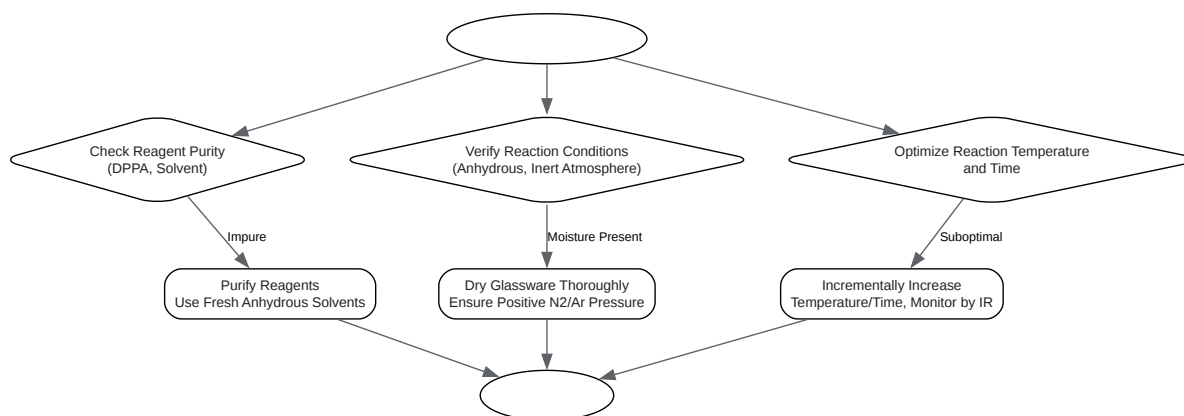 Check Reagent Purity
(DPPA, Solvent)
Verify Reaction Conditions
(Anhydrous, Inert Atmosphere)
Optimize Reaction Temperature
and Time
Impure
Moisture Present
Suboptimal
Purify Reagents
Use Fresh Anhydrous Solvents
Dry Glassware Thoroughly
Ensure Positive N2/Ar Pressure
Incrementally Increase
Temperature/Time, Monitor by IR